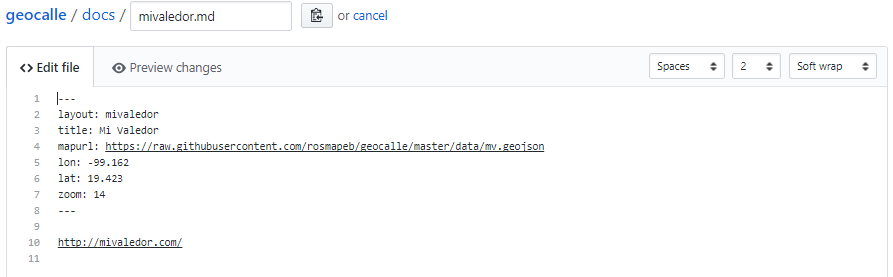 geocalle / docs / mivaledor.md or cancel
Edit file Preview changes Spaces 2 Soft wrap
1 ---
2 layout: mivaledor
3 title: Mi Valedor
4 mapurl: https://raw.githubusercontent.com/rosmapeb/geocalle/master/data/mv.geojson
5 lon: -99.162
6 lat: 19.423
7 zoom: 14
8 ---
9
10 http://mivaledor.com/
11